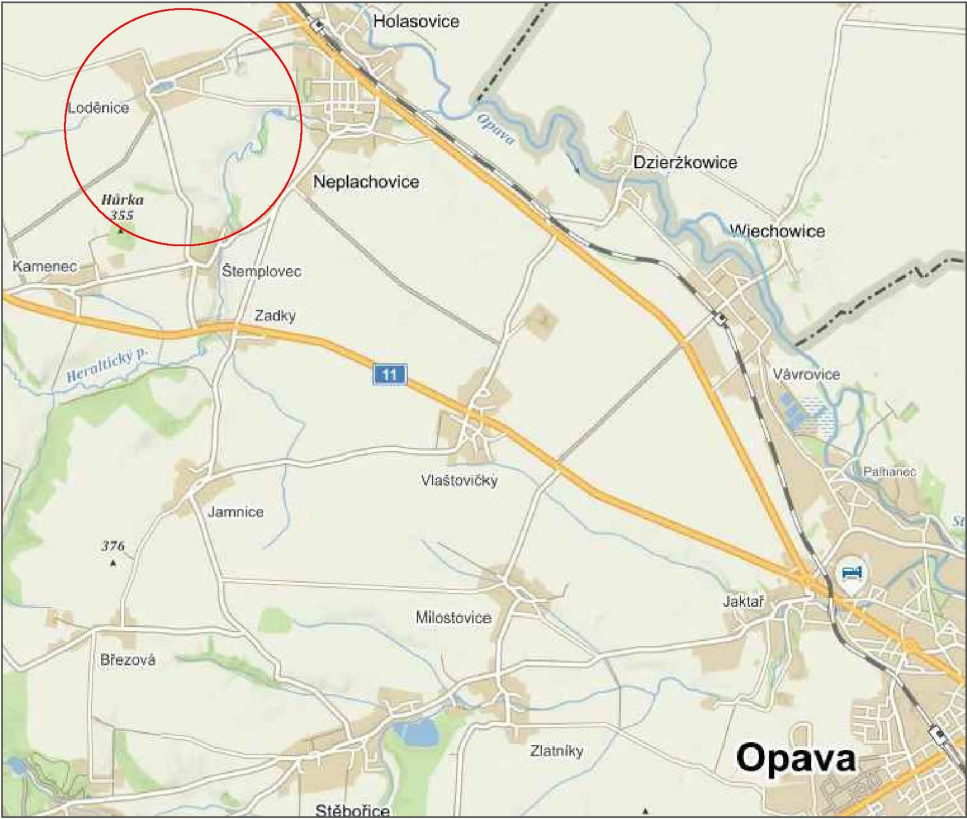 Holasovice
Loděnice
Opava
Dzierżkowice
Neplachovice
Hůrka
355
Wiechowice
Kamenec
Štemplovec
Zadky
Heraltický p.
11
Vávrovice
Vlaštovičky
Palhanec
Jamnice
376
Jaktař
Milostovice
Březová
Zlatníky
Opava
Stěbořice